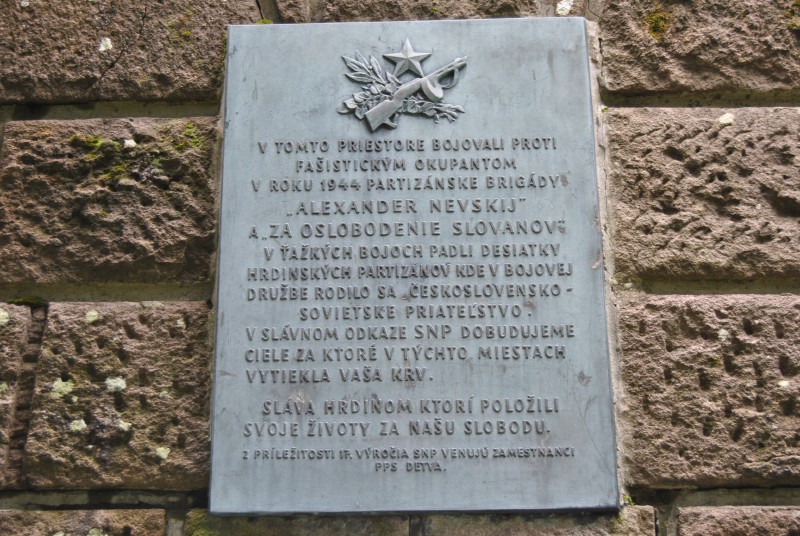 V TOMTO PRIESTORE BOJOVALI PROTI
FAŠISTICKÝM OKUPANTOM
V ROKU 1944 PARTIZÁNSKE BRIGÁDY
„ALEXANDER NEVSKIJ"
A „ZA OSLOBODENIE SLOVANOV".
V ŤAŽKÝCH BOJOCH PADLI DESIATKY
HRDINSKÝCH PARTIZÁNOV KDE V BOJOVEJ
DRUŽBE RODILO SA ČESKOSLOVENSKO-
SOVIETSKE PRIATEĽSTVO.
V SLÁVNOM ODKAZE SNP DOBUDUJEME
CIELE ZA KTORÉ V TÝCHTO MIESTACH
VYTIEKLA VAŠA KRV.
SLÁVA HRDINOM KTORÍ POLOŽILI
SVOJE ŽIVOTY ZA NAŠU SLOBODU.
Z PRÍLEŽITOSTI VÝROČIA SNP VENUJÚ ZAMESTNANCI
PPS DETVA.